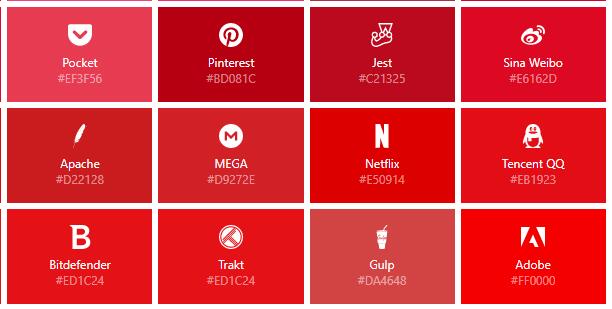 Pocket
#EF3F56
Pinterest
#BD081C
Jest
#C21325
Sina Weibo
#E6162D
Apache
#D22128
MEGA
#D9272E
Netflix
#E50914
Tencent QQ
#EB1923
Bitdefender
#ED1C24
Trakt
#ED1C24
Gulp
#DA4648
Adobe
#FF0000